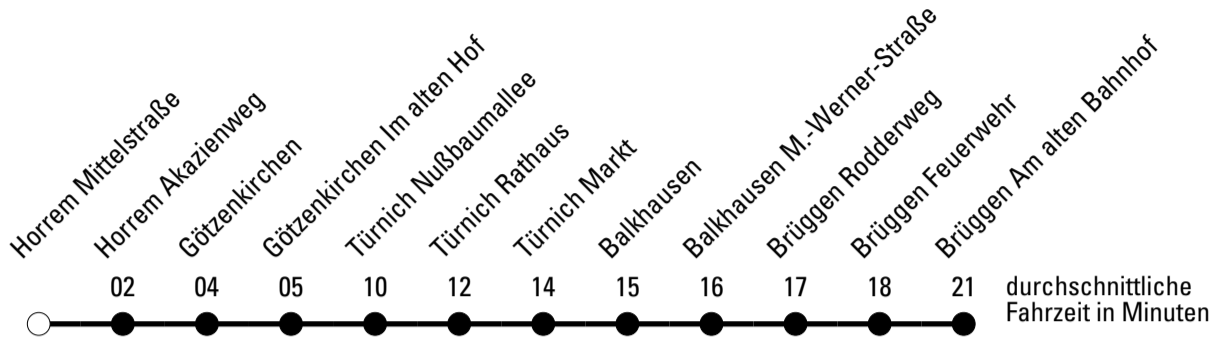 Horrem Mittelstraße
Horrem Akazienweg
Götzenkirchen
Götzenkirchen Im alten Hof
Türnich Nußbaumallee
Türnich Rathaus
Türnich Markt
Balkhausen
Balkhausen M.-Werner-Straße
Brüggen Rodderweg
Brüggen Feuerwehr
Brüggen Am alten Bahnhof
02 04 05 10 12 14 15 16 17 18 21
durchschnittliche
Fahrzeit in Minuten